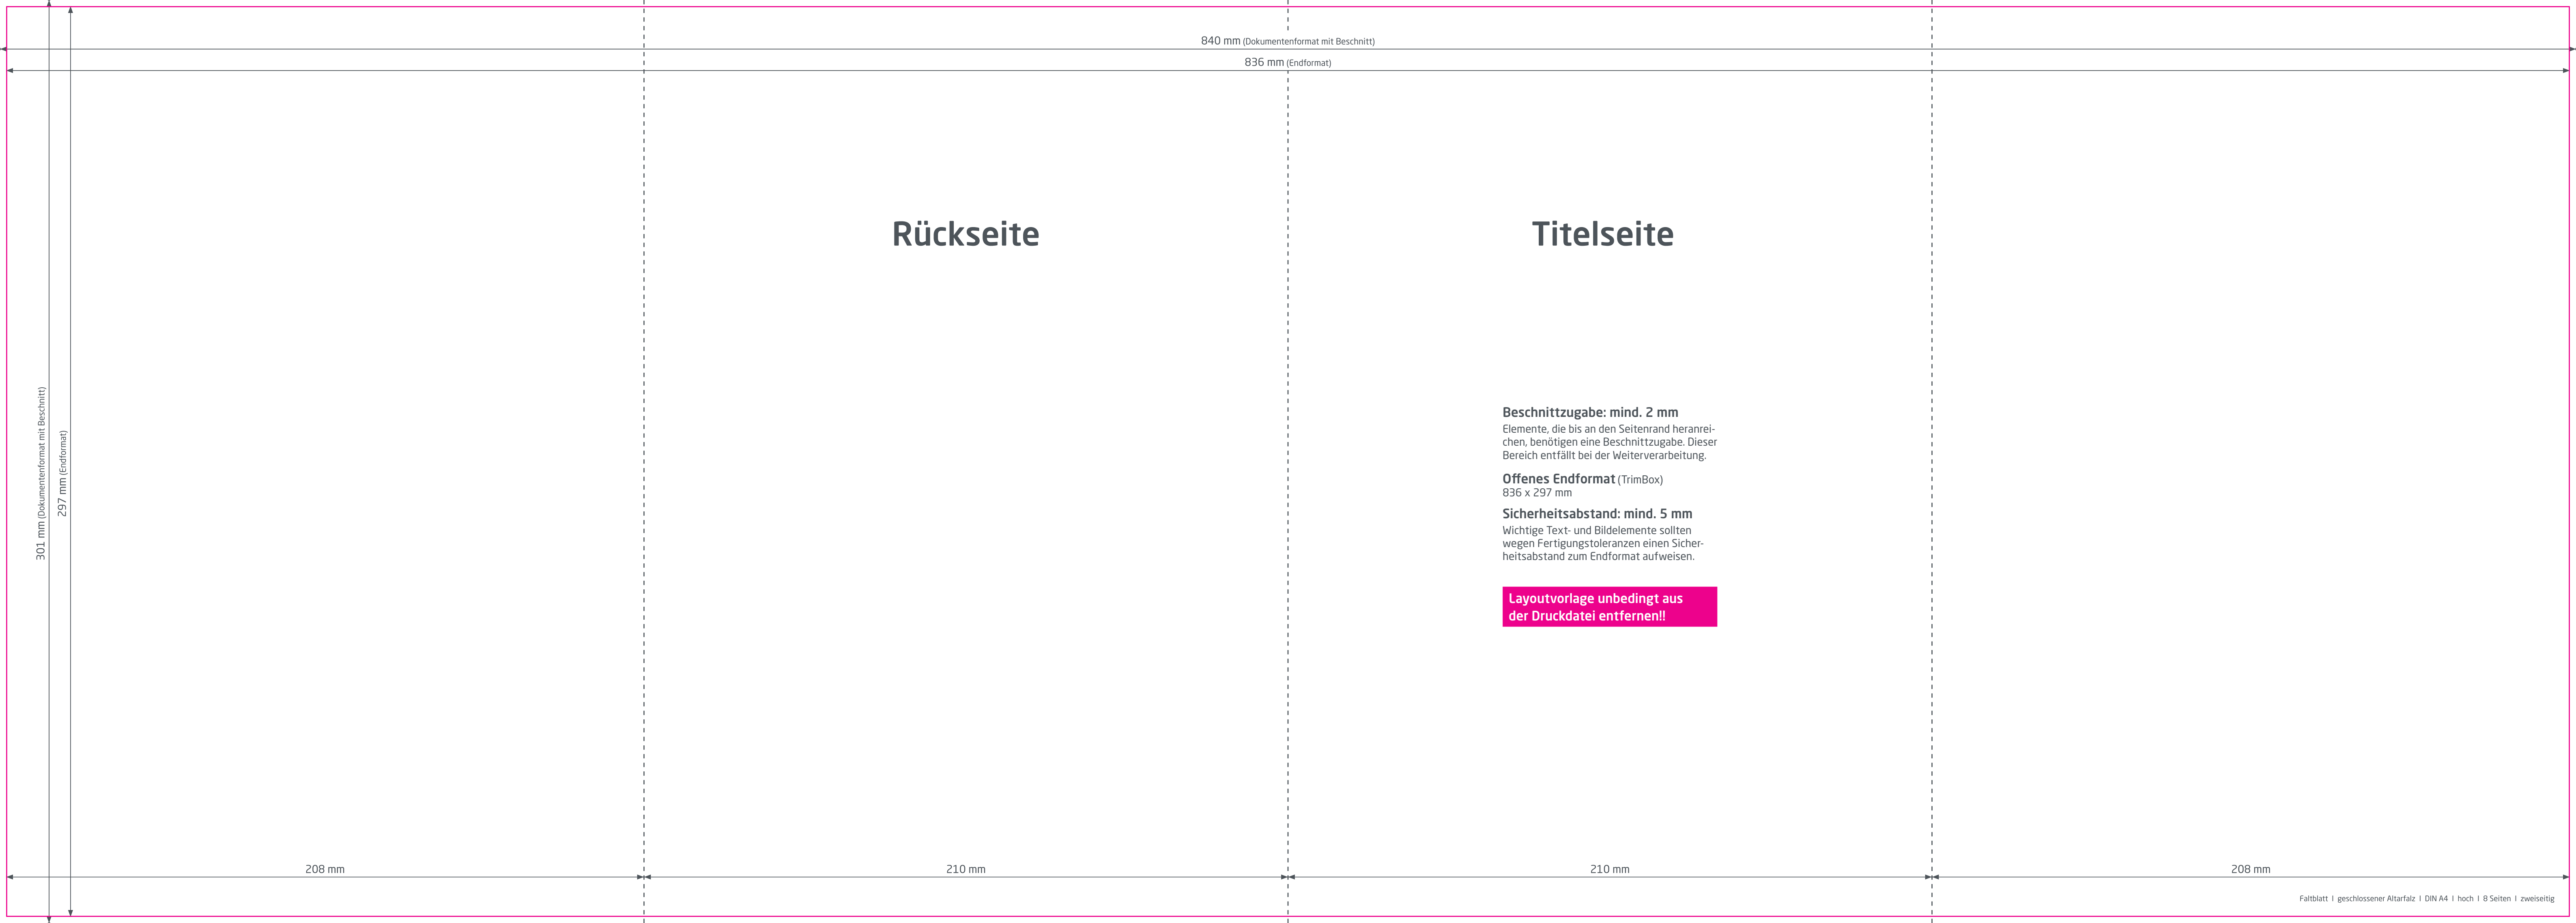 840 mm (Dokumentenformat mit Beschnitt)
836 mm (Endformat)
301 mm (Dokumentenformat mit Beschnitt)
297 mm (Endformat)
Rückseite
Titelseite
Beschnittzugabe: mind. 2 mm
Elemente, die bis an den Seitenrand heranrei-
chen, benötigen eine Beschnittzugabe. Dieser
Bereich entfällt bei der Weiterverarbeitung.
Offenes Endformat (TrimBox)
836 x 297 mm
Sicherheitsabstand: mind. 5 mm
Wichtige Text- und Bildelemente sollten
wegen Fertigungstoleranzen einen Sicher-
heitsabstand zum Endformat aufweisen.
Layoutvorlage unbedingt aus
der Druckdatei entfernen!!
208 mm
210 mm
210 mm
208 mm
Faltblatt I geschlossener Altarfalz I DIN A4 I hoch I 8 Seiten I zweiseitig